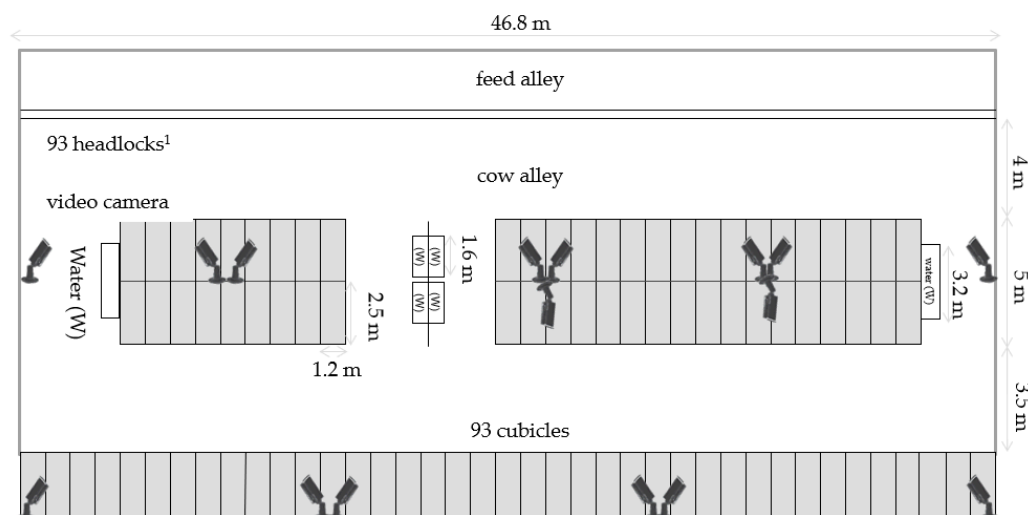 46.8 m
feed alley
93 headlocks¹
cow alley
4 m
video camera
Water (W)
(W) (W)
(W) (W)
1.6 m
water (W)
3.2 m
5 m
2.5 m
1.2 m
3.5 m
93 cubicles